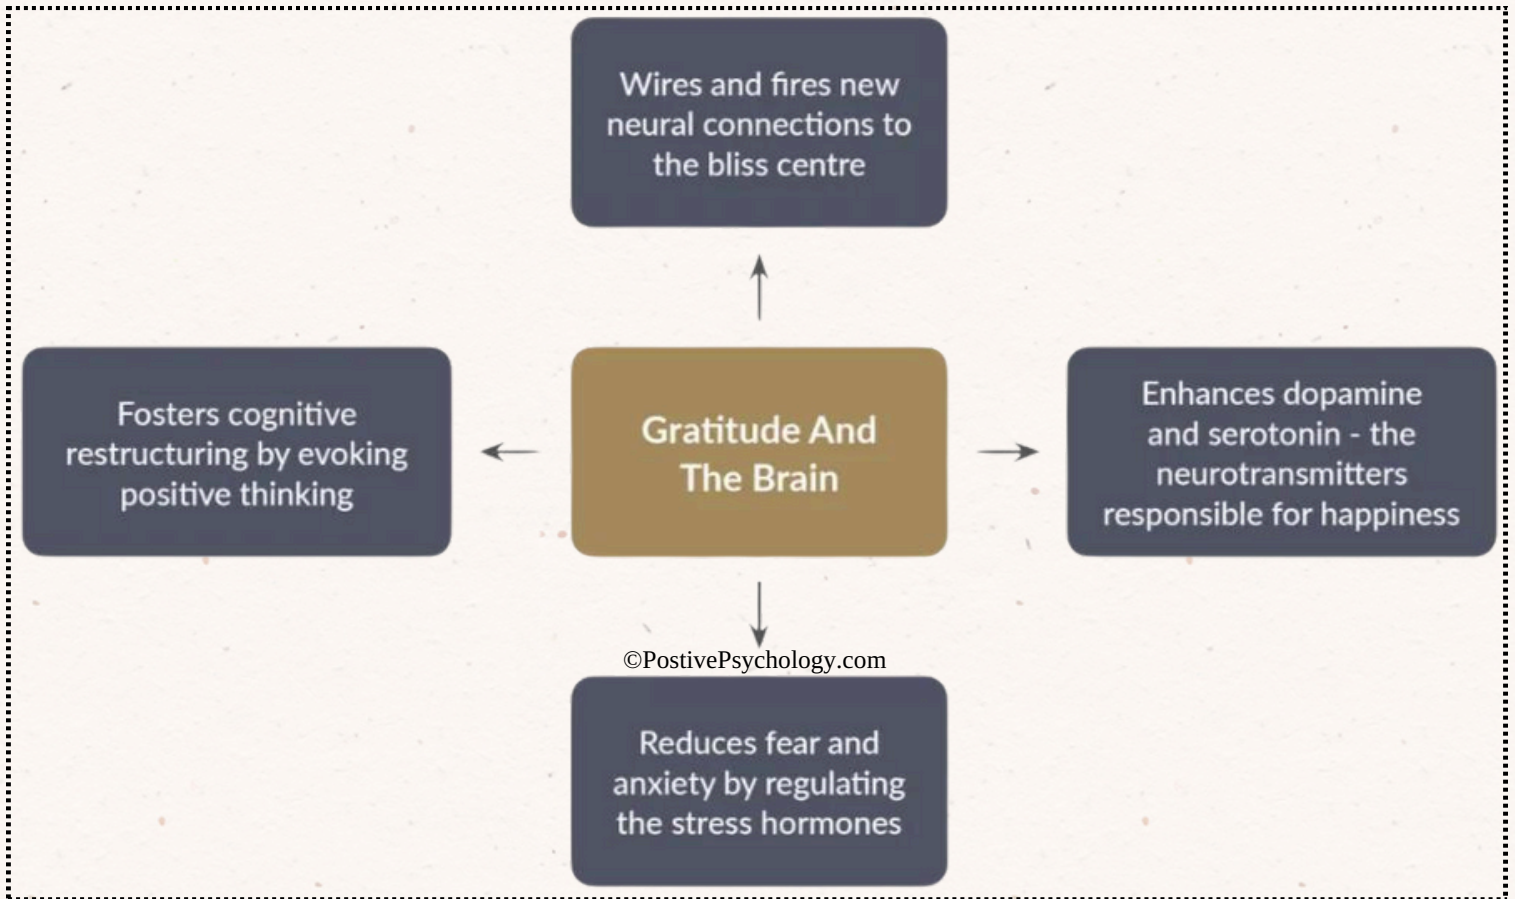 Wires and fires new
neural connections to
the bliss centre
Fosters cognitive
restructuring by evoking
positive thinking
Gratitude And
The Brain
Enhances dopamine
and serotonin - the
neurotransmitters
responsible for happiness
©PostivePsychology.com
Reduces fear and
anxiety by regulating
the stress hormones